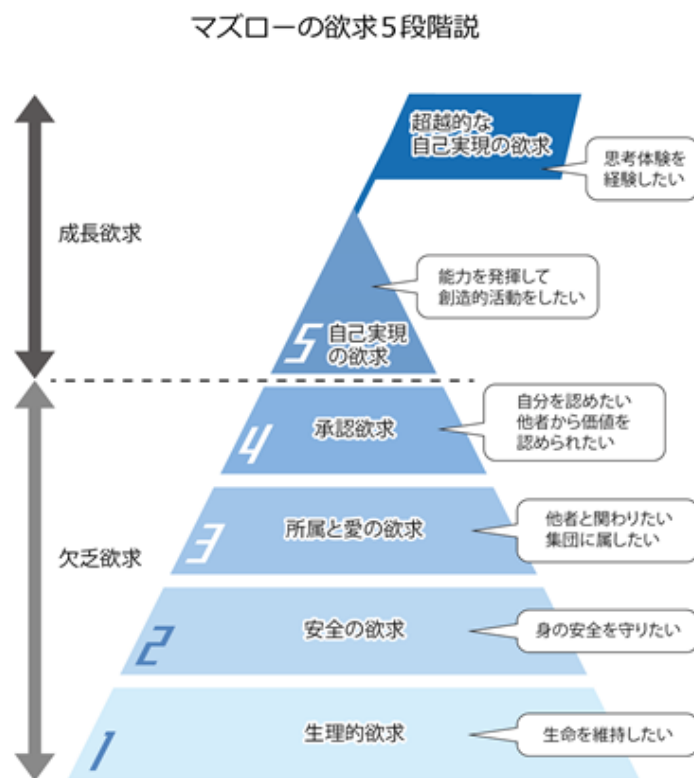 マズローの欲求5段階説
超越的な
自己実現の欲求
思考体験を
経験したい
成長欲求
能力を発揮して
創造的活動をしたい
5 自己実現
の欲求
自分を認めたい
他者から価値を
認められたい
4 承認欲求
欠乏欲求
3 所属と愛の欲求
他者と関わりたい
集団に属したい
2 安全の欲求
身の安全を守りたい
1 生理的欲求
生命を維持したい